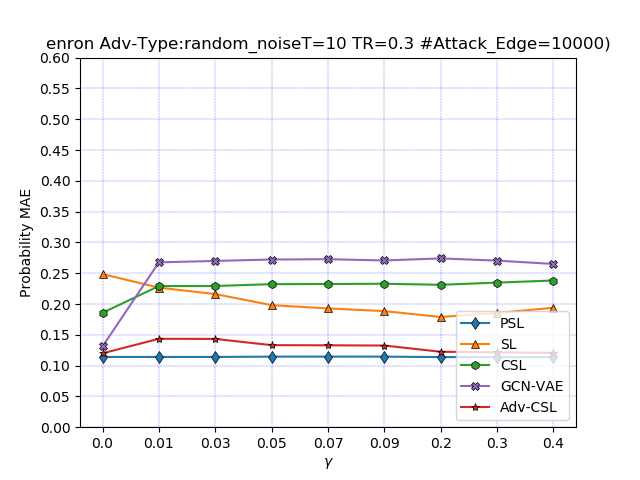 enron Adv-Type:random_noiseT=10 TR=0.3 #Attack_Edge=10000)
Probability MAE
0.60
0.55
0.50
0.45
0.40
0.35
0.30
0.25
0.20
0.15
0.10
0.05
0.00
PSL
SL
CSL
GCN-VAE
Adv-CSL
0.0 0.01 0.03 0.05 0.07 0.09 0.2 0.3 0.4
γ